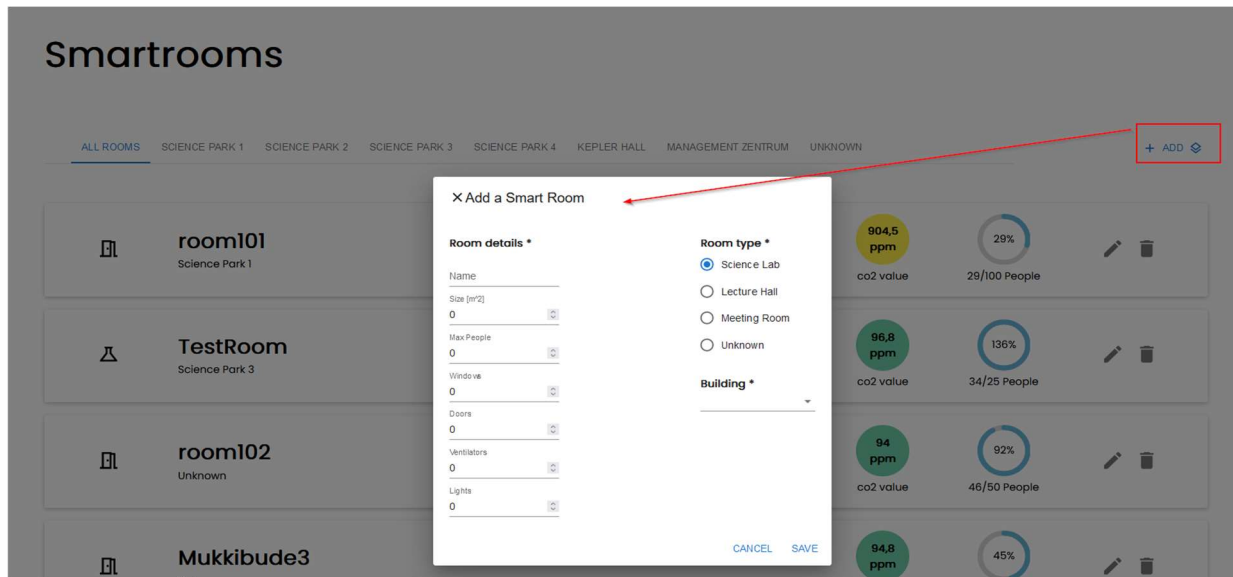 Smartrooms
ALL ROOMS SCIENCE PARK 1 SCIENCE PARK 2 SCIENCE PARK 3 SCIENCE PARK 4 KEPLER HALL MANAGEMENT ZENTRUM UNKNOWN + ADD
× Add a Smart Room
Room details *
Name
Size [m^2]
0
Max People
0
Windows
0
Doors
0
Ventilators
0
Lights
0
Room type *
Science Lab
Lecture Hall
Meeting Room
Unknown
Building *
CANCEL SAVE
room101
Science Park 1
904,5
ppm
co2 value
29%
29/100 People
TestRoom
Science Park 3
96,8
ppm
co2 value
136%
34/25 People
room102
Unknown
94
ppm
co2 value
92%
46/50 People
Mukkibude3
94,8
ppm
45%